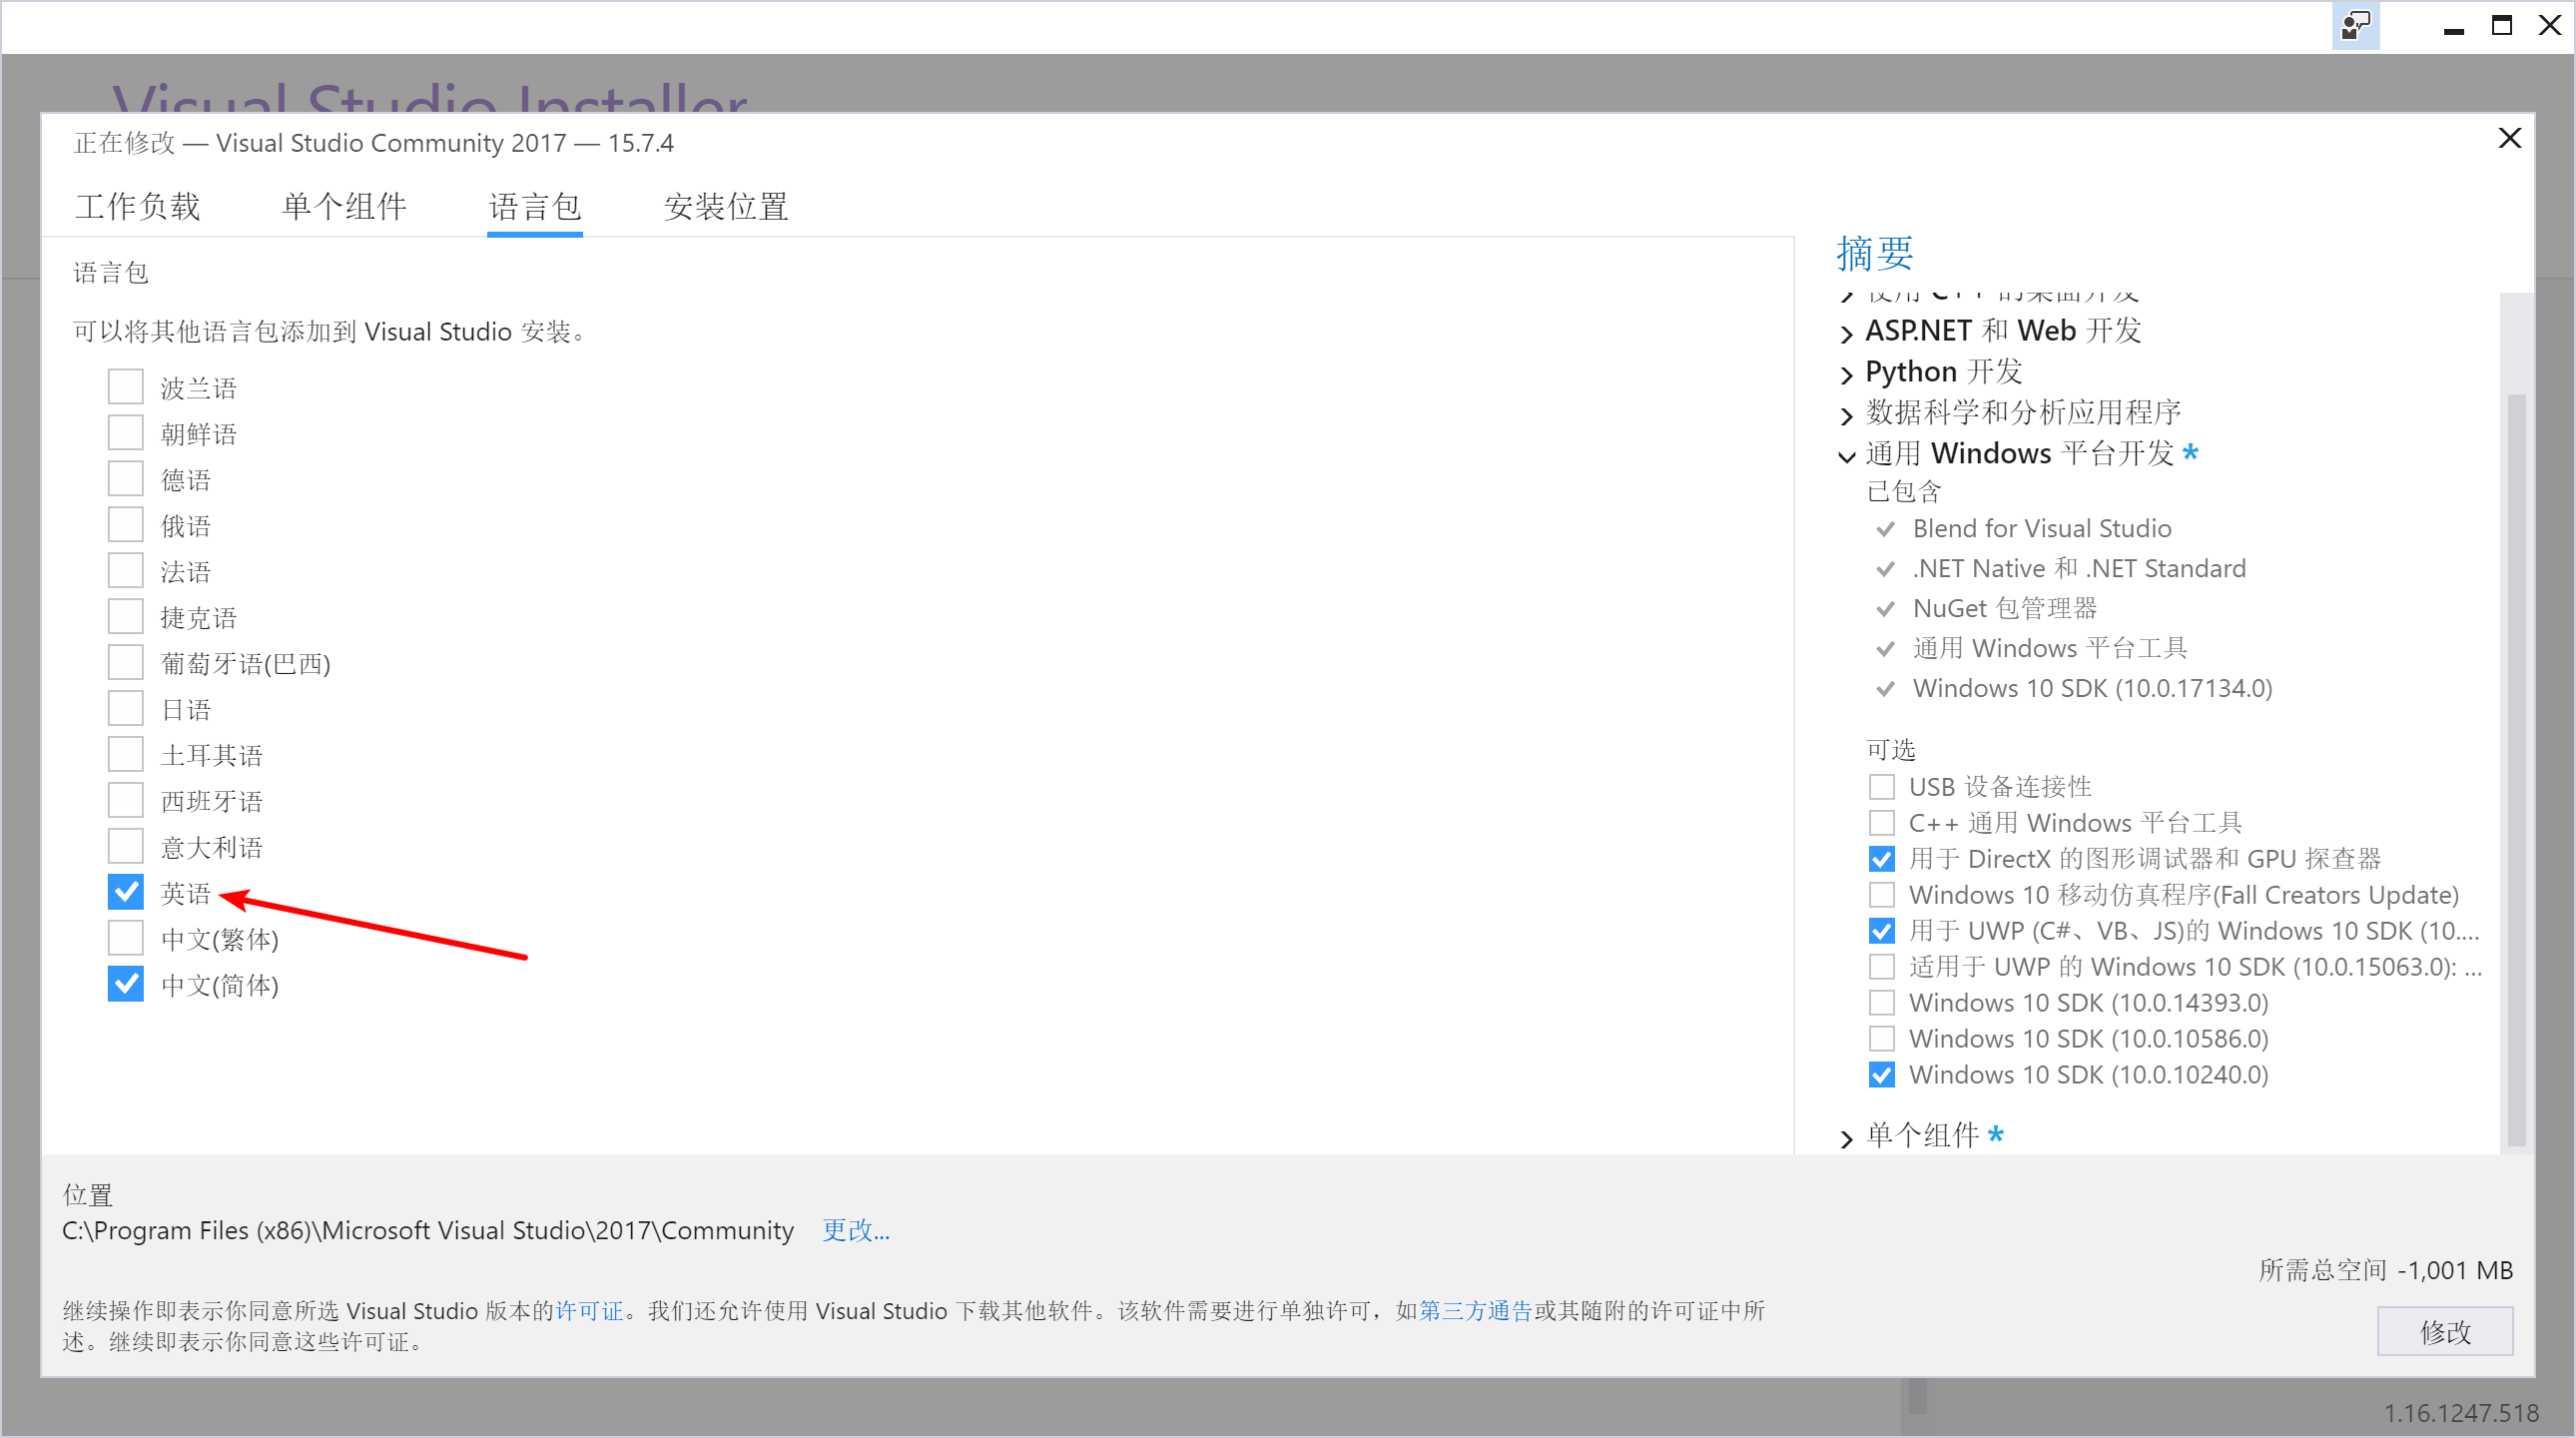 Visual Studio Installer
正在修改 — Visual Studio Community 2017 — 15.7.4
工作负载 单个组件 语言包 安装位置
语言包
可以将其他语言包添加到 Visual Studio 安装。
波兰语
朝鲜语
德语
俄语
法语
捷克语
葡萄牙语(巴西)
日语
土耳其语
西班牙语
意大利语
英语
中文(繁体)
中文(简体)
摘要
使用 C++ 的桌面开发
ASP.NET 和 Web 开发
Python 开发
数据科学和分析应用程序
通用 Windows 平台开发 *
已包含
Blend for Visual Studio
.NET Native 和 .NET Standard
NuGet 包管理器
通用 Windows 平台工具
Windows 10 SDK (10.0.17134.0)
可选
USB 设备连接性
C++ 通用 Windows 平台工具
用于 DirectX 的图形调试器和 GPU 探查器
Windows 10 移动仿真程序(Fall Creators Update)
用于 UWP (C#、VB、JS)的 Windows 10 SDK (10....
适用于 UWP 的 Windows 10 SDK (10.0.15063.0): ...
Windows 10 SDK (10.0.14393.0)
Windows 10 SDK (10.0.10586.0)
Windows 10 SDK (10.0.10240.0)
单个组件 *
位置
C:\Program Files (x86)\Microsoft Visual Studio\2017\Community 更改...
所需总空间 -1,001 MB
继续操作即表示你同意所选 Visual Studio 版本的许可证。我们还允许使用 Visual Studio 下载其他软件。该软件需要进行单独许可，如第三方通告或其随附的许可证中所
述。继续即表示你同意这些许可证。
修改
1.16.1247.518